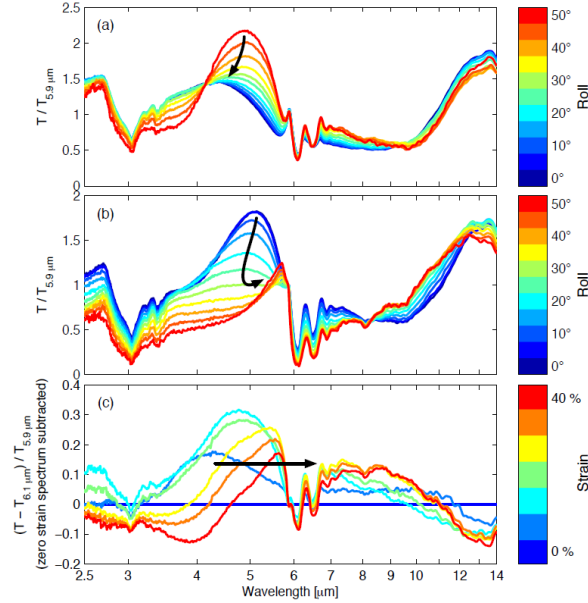 (a)
T / T5.9 μm
2
1.5
1
0.5
50°
40°
30°
20°
10°
0°
Roll
(b)
T / T5.9 μm
2
1.5
1
0.5
0
50°
40°
30°
20°
10°
0°
Roll
(c)
(T − T6.1 μm) / T5.9 μm
(zero strain spectrum subtracted)
0.4
0.3
0.2
0.1
0
−0.1
−0.2
40 %
0 %
Strain
2.5 3 4 5 6 7 8 9 10 12 14
Wavelength [μm]